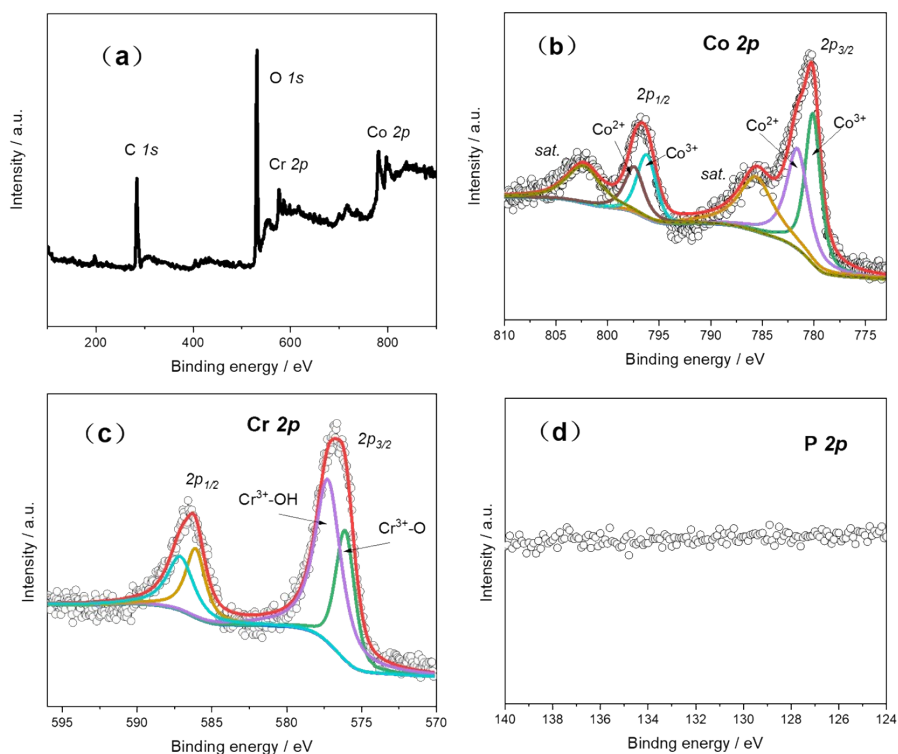 （a）
O 1s
C 1s
Cr 2p
Co 2p
Intensity / a.u.
200
400
600
800
Binding energy / eV
（b）
Co 2p
2p3/2
2p1/2
Co2+
Co3+
Co2+
Co3+
sat.
sat.
Intensity / a.u.
810
805
800
795
790
785
780
775
Binding energy / eV
（c）
Cr 2p
2p3/2
2p1/2
Cr3+-OH
Cr3+-O
Intensity / a.u.
595
590
585
580
575
570
Binding energy / eV
（d）
P 2p
Intensity / a.u.
140
138
136
134
132
130
128
126
124
Bindng energy / eV